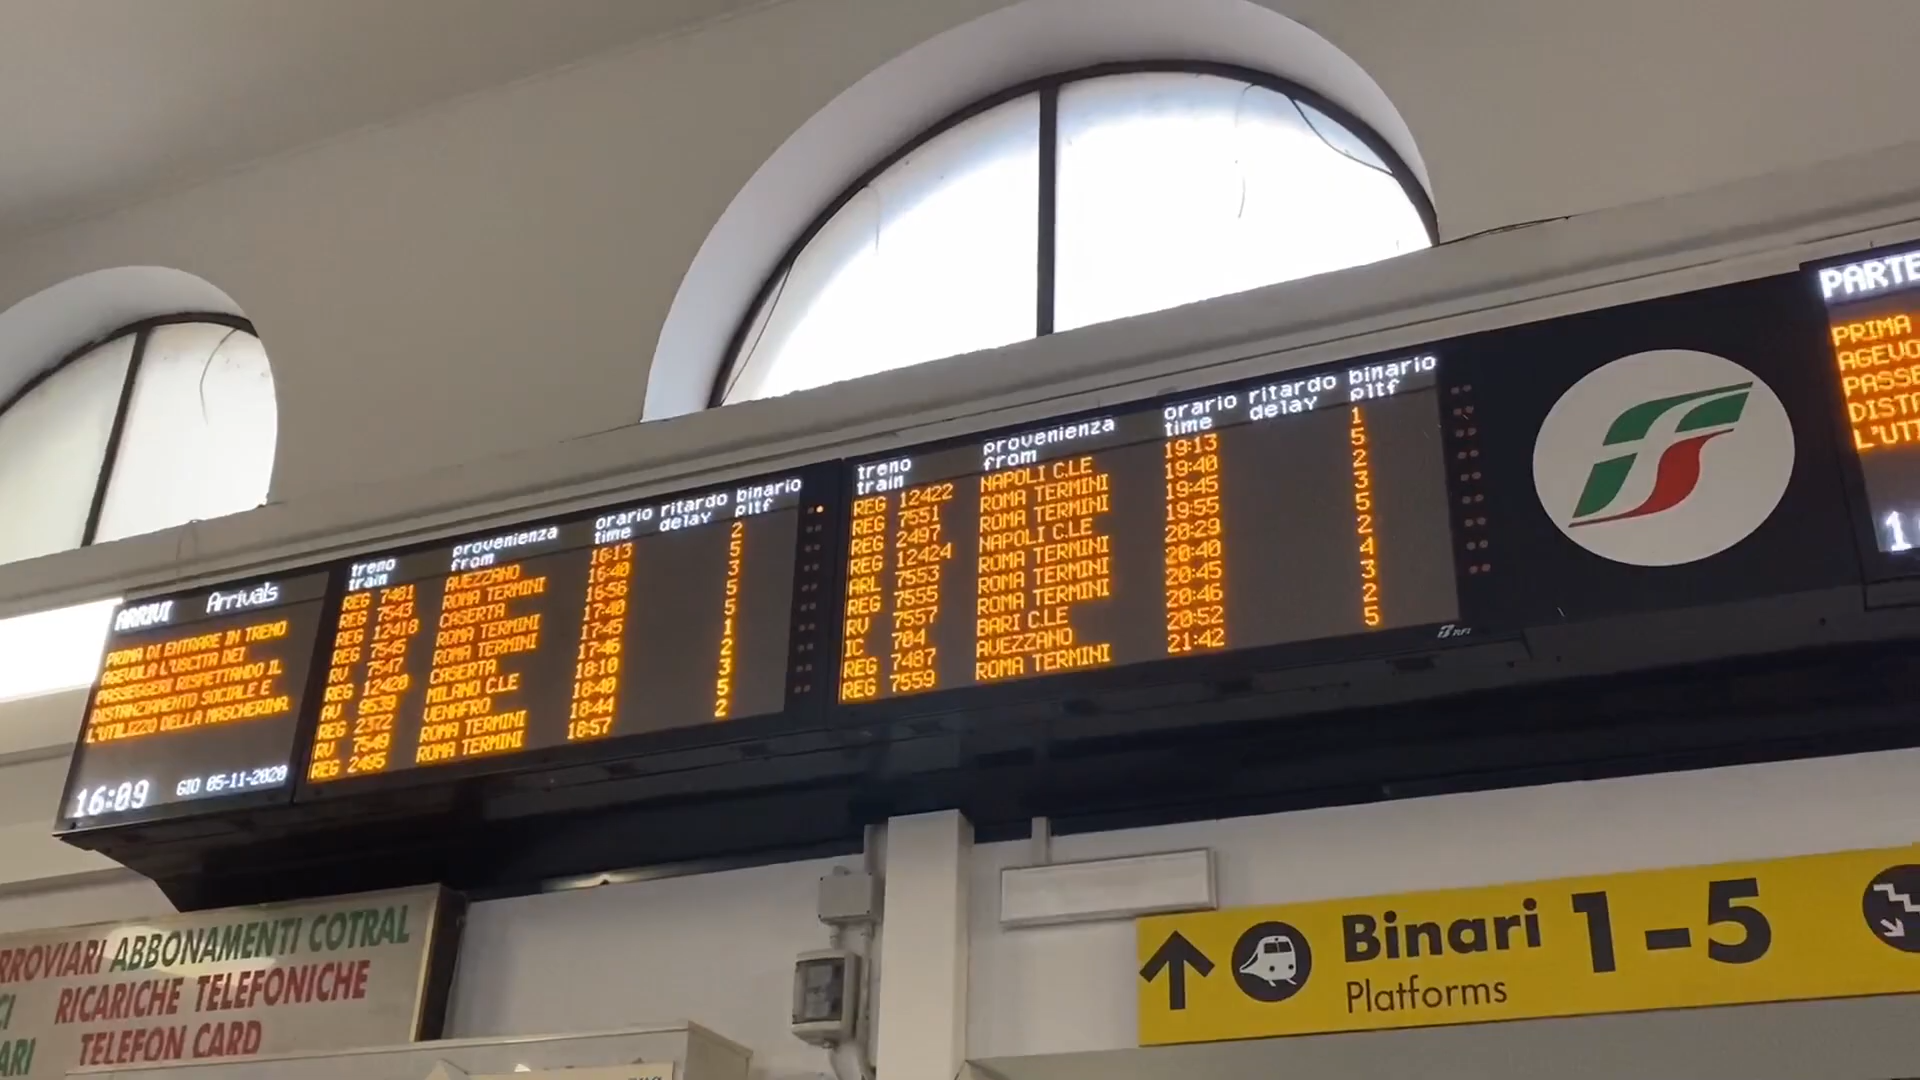 ARRIVI Arrivals
PRIMA DI ENTRARE IN TRENO
AGEVOLA L'USCITA DEI
PASSEGGERI RISPETTANDO IL
DISTANZIAMENTO SOCIALE E
L'UTILIZZO DELLA MASCHERINA.
16:09 GIO 05-11-2020
treno provenienza orario ritardo binario
train from time delay pltf
REG 7481 AVEZZANO 16:13 2
REG 7543 ROMA TERMINI 16:40 5
REG 12418 CASERTA 16:56 3
REG 7545 ROMA TERMINI 17:40 5
RV 7547 ROMA TERMINI 17:45 5
REG 12420 CASERTA 17:46 1
AV 9539 MILANO C.LE 18:10 2
REG 2372 VENAFRO 18:40 3
RV 7549 ROMA TERMINI 18:44 5
REG 2495 ROMA TERMINI 18:57 2
treno provenienza orario ritardo binario
train from time delay pltf
REG 12422 NAPOLI C.LE 19:13 1
REG 7551 ROMA TERMINI 19:40 5
REG 2497 ROMA TERMINI 19:45 2
REG 12424 NAPOLI C.LE 19:55 3
ARL 7553 ROMA TERMINI 20:29 5
REG 7555 ROMA TERMINI 20:40 2
RV 7557 ROMA TERMINI 20:45 4
IC 704 BARI C.LE 20:46 3
REG 7487 AVEZZANO 20:52 2
REG 7559 ROMA TERMINI 21:42 5
PARTE
PRIMA
AGEVO
PASSE
DISTA
L'UTI
1
RROVIARI ABBONAMENTI COTRAL
CI RICARICHE TELEFONICHE
ARI TELEFON CARD
Binari 1-5
Platforms